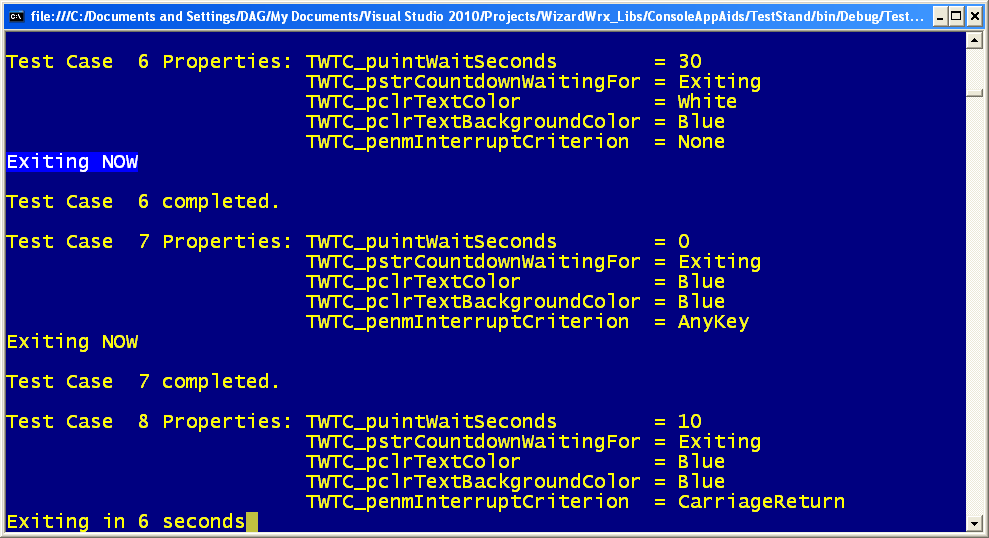 file:///C:/Documents and Settings/DAG/My Documents/Visual Studio 2010/Projects/WizardWrx_Libs/ConsoleAppAids/TestStand/bin/Debug/Test...
Test Case  6 Properties: TWTC_puintWaitSeconds        = 30
                         TWTC_pstrCountdownWaitingFor = Exiting
                         TWTC_pclrTextColor           = White
                         TWTC_pclrTextBackgroundColor = Blue
                         TWTC_penmInterruptCriterion  = None
Exiting NOW
Test Case  6 completed.
Test Case  7 Properties: TWTC_puintWaitSeconds        = 0
                         TWTC_pstrCountdownWaitingFor = Exiting
                         TWTC_pclrTextColor           = Blue
                         TWTC_pclrTextBackgroundColor = Blue
                         TWTC_penmInterruptCriterion  = AnyKey
Exiting NOW
Test Case  7 completed.
Test Case  8 Properties: TWTC_puintWaitSeconds        = 10
                         TWTC_pstrCountdownWaitingFor = Exiting
                         TWTC_pclrTextColor           = Blue
                         TWTC_pclrTextBackgroundColor = Blue
                         TWTC_penmInterruptCriterion  = CarriageReturn
Exiting in 6 seconds